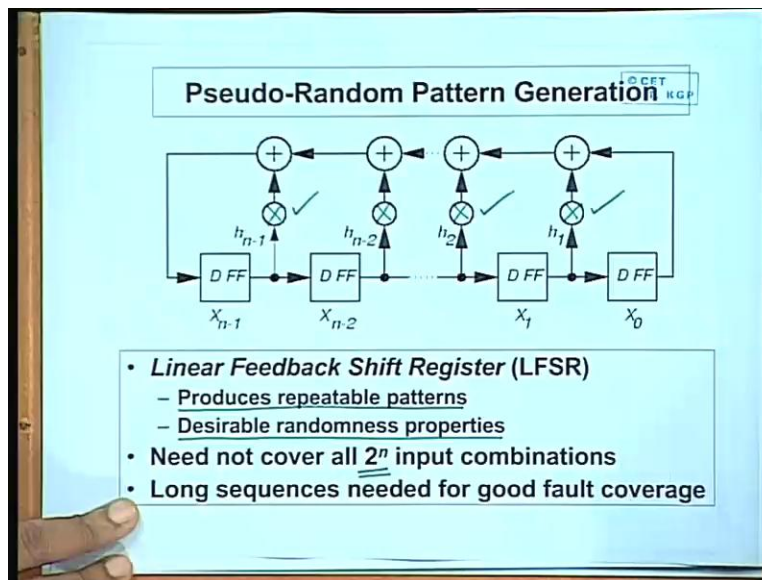 Pseudo-Random Pattern Generation
© CET
KGP
+ + + +
h_{n-1} h_{n-2} h_2 h_1
D FF D FF D FF D FF
X_{n-1} X_{n-2} X_1 X_0
• Linear Feedback Shift Register (LFSR)
– Produces repeatable patterns
– Desirable randomness properties
• Need not cover all 2^n input combinations
• Long sequences needed for good fault coverage